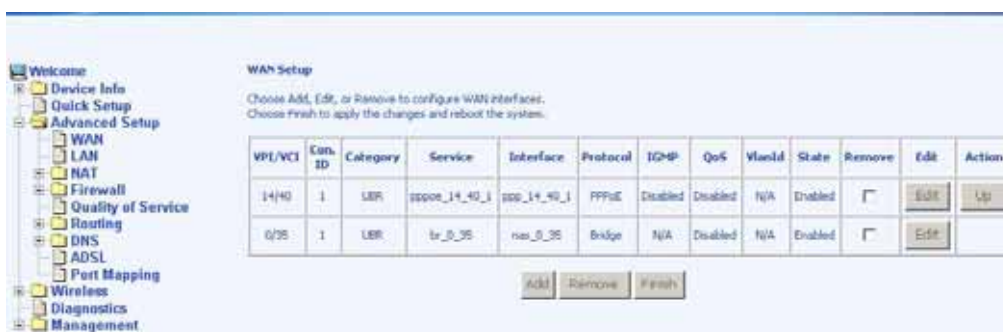 Welcome
Device Info
Quick Setup
Advanced Setup
WAN
LAN
NAT
Firewall
Quality of Service
Routing
DNS
ADSL
Port Mapping
Wireless
Diagnostics
Management
WAN Setup
Choose Add, Edit, or Remove to configure WAN interfaces.
Choose Finish to apply the changes and reboot the system.
VPI/VCI Con. ID Category Service Interface Protocol IGMP QoS VlanId State Remove Edit Action
14/40 1 UBR pppoe_14_40_1 ppp_14_40_1 PPPoE Disabled Disabled N/A Enabled Edit Up
0/35 1 UBR br_0_35 nas_0_35 Bridge N/A Disabled N/A Enabled Edit
Add Remove Finish